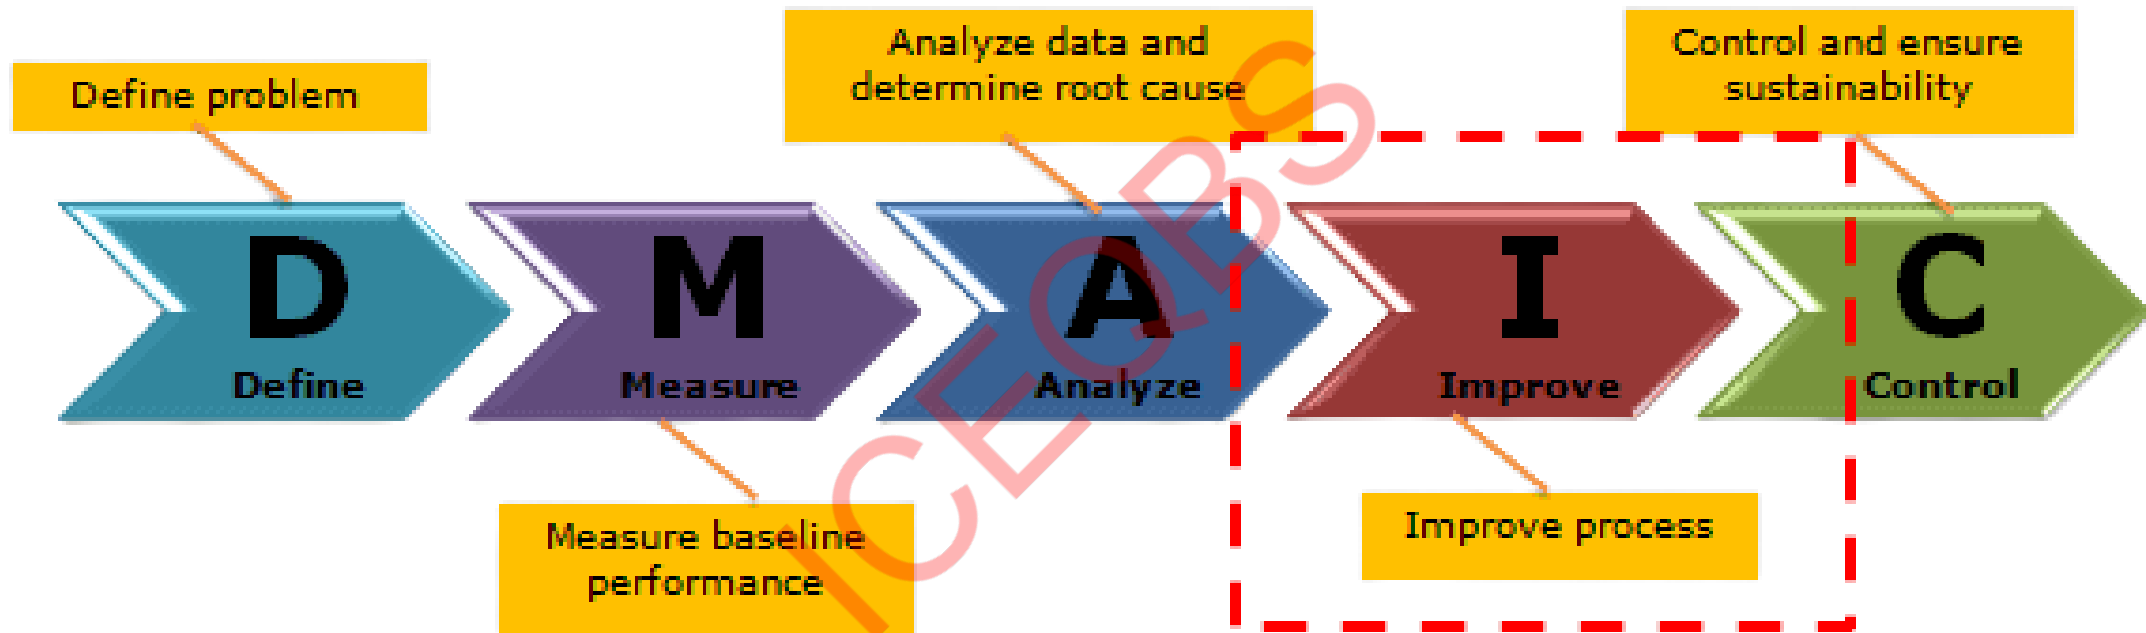 Define problem
Analyze data and
determine root cause
Control and ensure
sustainability
D
Define
M
Measure
A
Analyze
I
Improve
C
Control
Measure baseline
performance
Improve process
ICEQBS